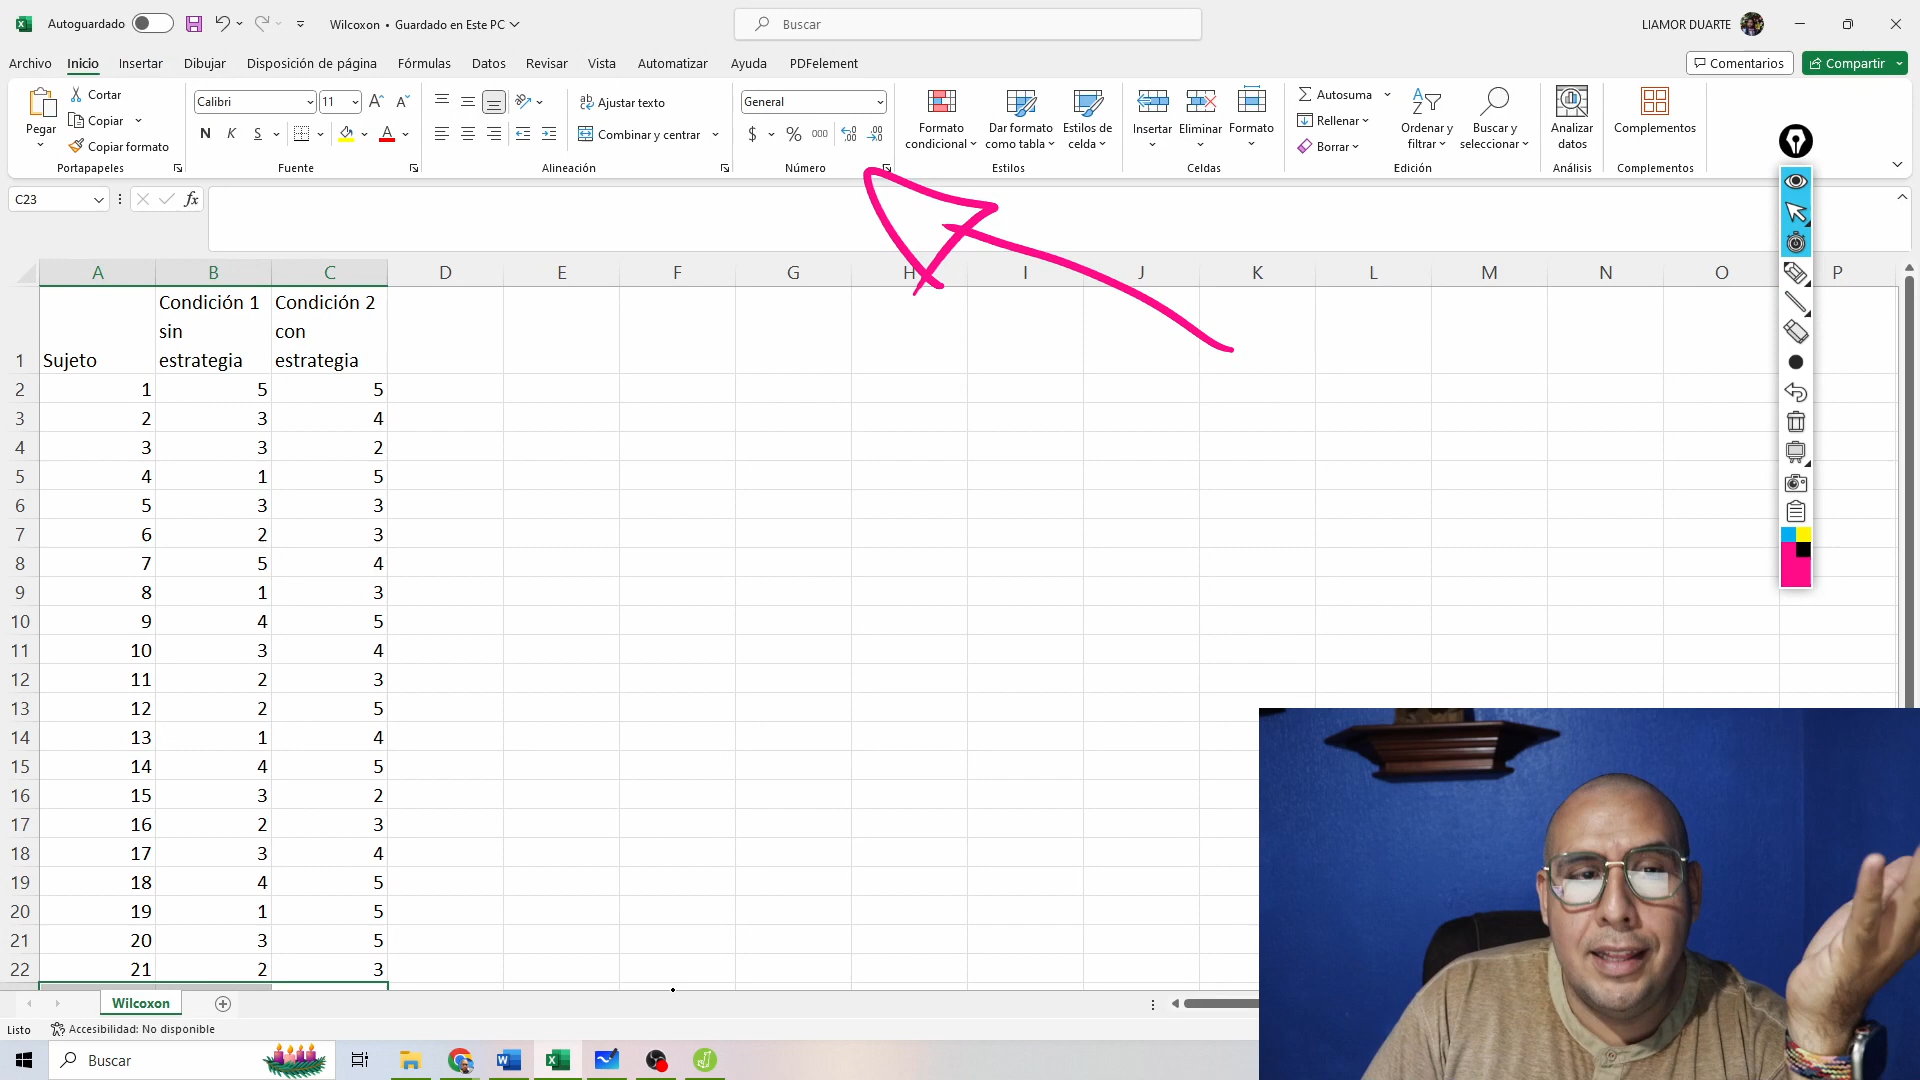 Autoguardado
Wilcoxon • Guardado en Este PC
Buscar
LIAMOR DUARTE
Archivo Inicio Insertar Dibujar Disposición de página Fórmulas Datos Revisar Vista Automatizar Ayuda PDFelement
Comentarios
Compartir
Pegar
Cortar
Copiar
Copiar formato
Portapapeles
Calibri 11
N K S
Fuente
Ajustar texto
Combinar y centrar
Alineación
General
$ % 000
Número
Formato condicional
Dar formato como tabla
Estilos de celda
Estilos
Insertar
Eliminar
Formato
Celdas
Autosuma
Rellenar
Borrar
Ordenar y filtrar
Buscar y seleccionar
Edición
Analizar datos
Análisis
Complementos
Complementos
C23
fx
A B C D E F G H I J K L M N O P
1 Sujeto Condición 1 sin estrategia Condición 2 con estrategia
2 1 5 5
3 2 3 4
4 3 3 2
5 4 1 5
6 5 3 3
7 6 2 3
8 7 5 4
9 8 1 3
10 9 4 5
11 10 3 4
12 11 2 3
13 12 2 5
14 13 1 4
15 14 4 5
16 15 3 2
17 16 2 3
18 17 3 4
19 18 4 5
20 19 1 5
21 20 3 5
22 21 2 3
Wilcoxon
Listo
Accesibilidad: No disponible
Buscar